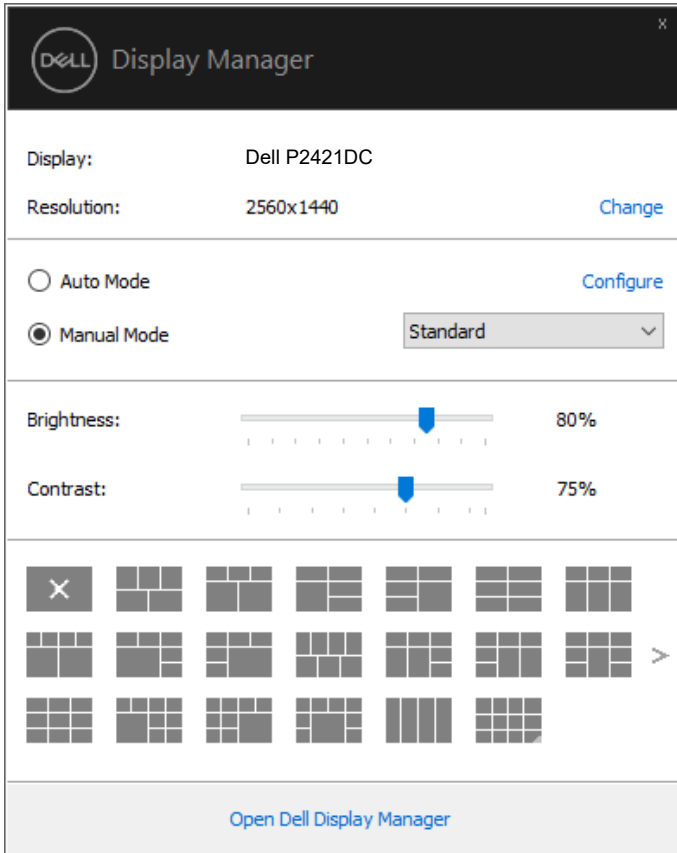 x
DELL Display Manager
Display: Dell P2421DC
Resolution: 2560x1440 Change
Auto Mode Configure
Manual Mode Standard
Brightness: 80%
Contrast: 75%
Open Dell Display Manager